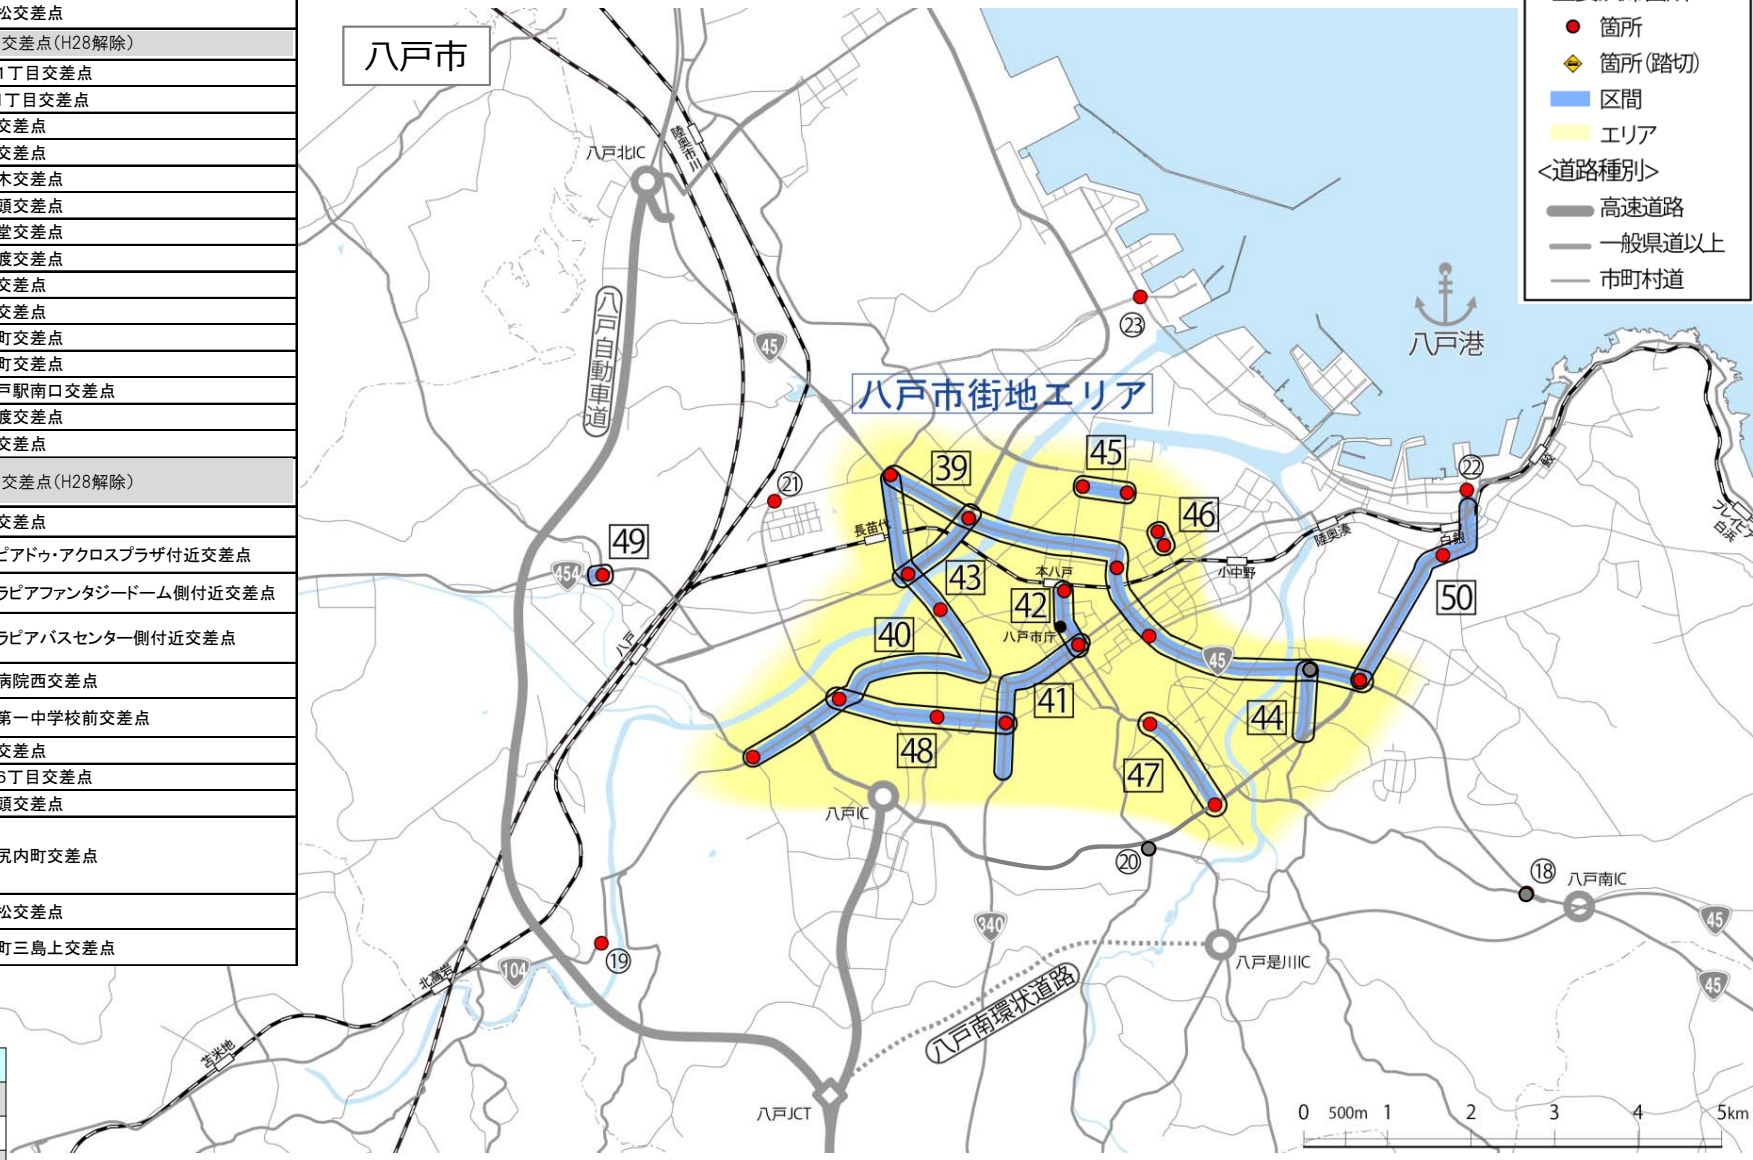 松交差点
交差点(H28解除)
1丁目交差点
丁目交差点
交差点
交差点
木交差点
頭交差点
堂交差点
渡交差点
交差点
交差点
町交差点
町交差点
戸駅南口交差点
渡交差点
交差点
交差点(H28解除)
交差点
ピアドゥ・アクロスプラザ付近交差点
ラピアファンタジードーム側付近交差点
ラピアバスセンター側付近交差点
病院西交差点
第一中学校前交差点
交差点
6丁目交差点
頭交差点
尻内町交差点
松交差点
町三島上交差点
八戸市
箇所
箇所(踏切)
区間
エリア
<道路種別>
高速道路
一般県道以上
市町村道
陸奥市川
八戸北IC
八戸自動車道
45
㉓
八戸港
八戸市街地エリア
39
45
㉒
鮫
プレイピア白浜
㉑
46
長苗代
陸奥湊
白銀
49
454
43
本八戸
小中野
42
50
40
八戸市庁
八戸
45
41
44
48
47
八戸IC
⑳
⑱
八戸南IC
340
45
⑲
104
北高岩
八戸是川IC
45
八戸南環状道路
苫米地
八戸JCT
0 500m 1 2 3 4 5km